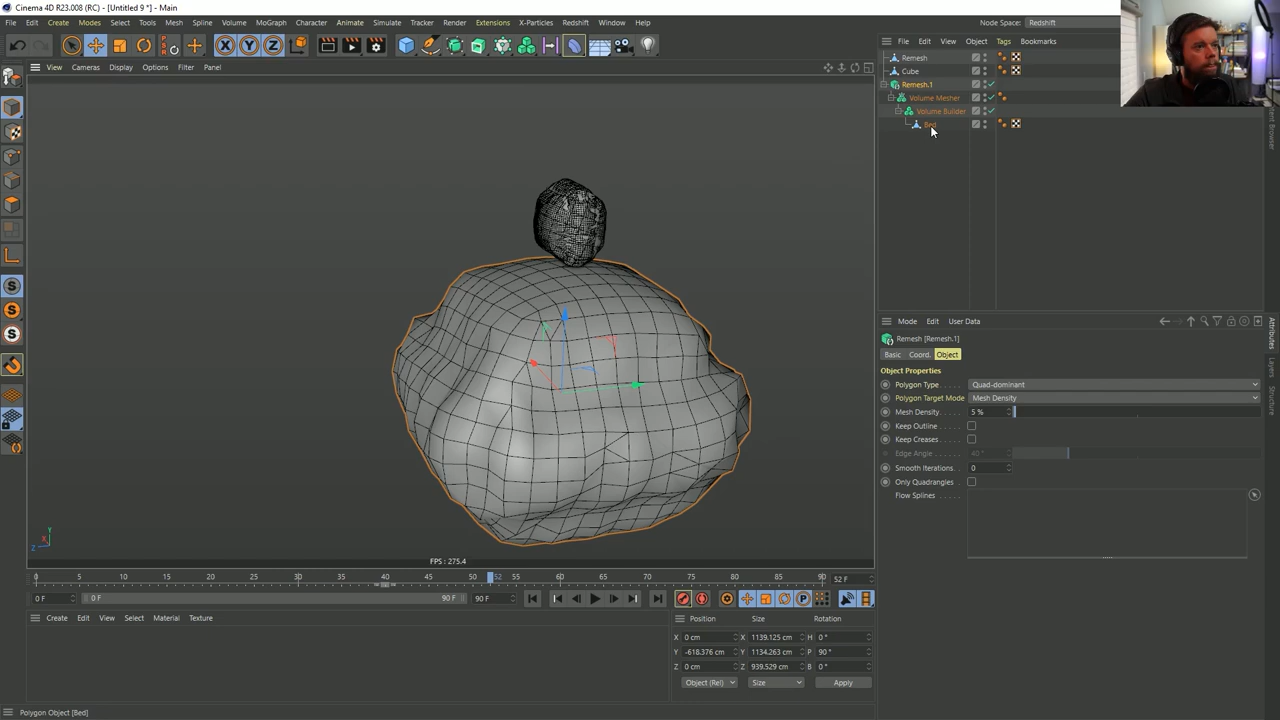 Cinema 4D R23.008 (RC) - [Untitled 9 *] - Main
File Edit Create Modes Select Tools Mesh Spline Volume MoGraph Character Animate Simulate Tracker Render Extensions X-Particles Redshift Window Help Node Space: Redshift
File Edit View Object Tags Bookmarks
View Cameras Display Options Filter Panel
Remesh
Cube
Remesh.1
Volume Mesher
Volume Builder
Bed
Mode Edit User Data
Remesh [Remesh.1]
Basic Coord. Object
Object Properties
Polygon Type Quad-dominant
Polygon Target Mode Mesh Density
Mesh Density 5 %
Keep Outline
Keep Creases
Edge Angle 40 °
Smooth Iterations 0
Only Quadrangles
Flow Splines
Attributes
Layers
Structure
FPS : 275.4
0 5 10 15 20 25 30 35 40 45 50 52 55 60 65 70 75 80 85 90 52 F
0 F 0 F 90 F 90 F
Create Edit View Select Material Texture
Position Size Rotation
X 0 cm X 1139.125 cm H 0 °
Y -618.376 cm Y 1134.263 cm P 90 °
Z 0 cm Z 939.529 cm B 0 °
Object (Rel) Size Apply
Polygon Object [Bed]